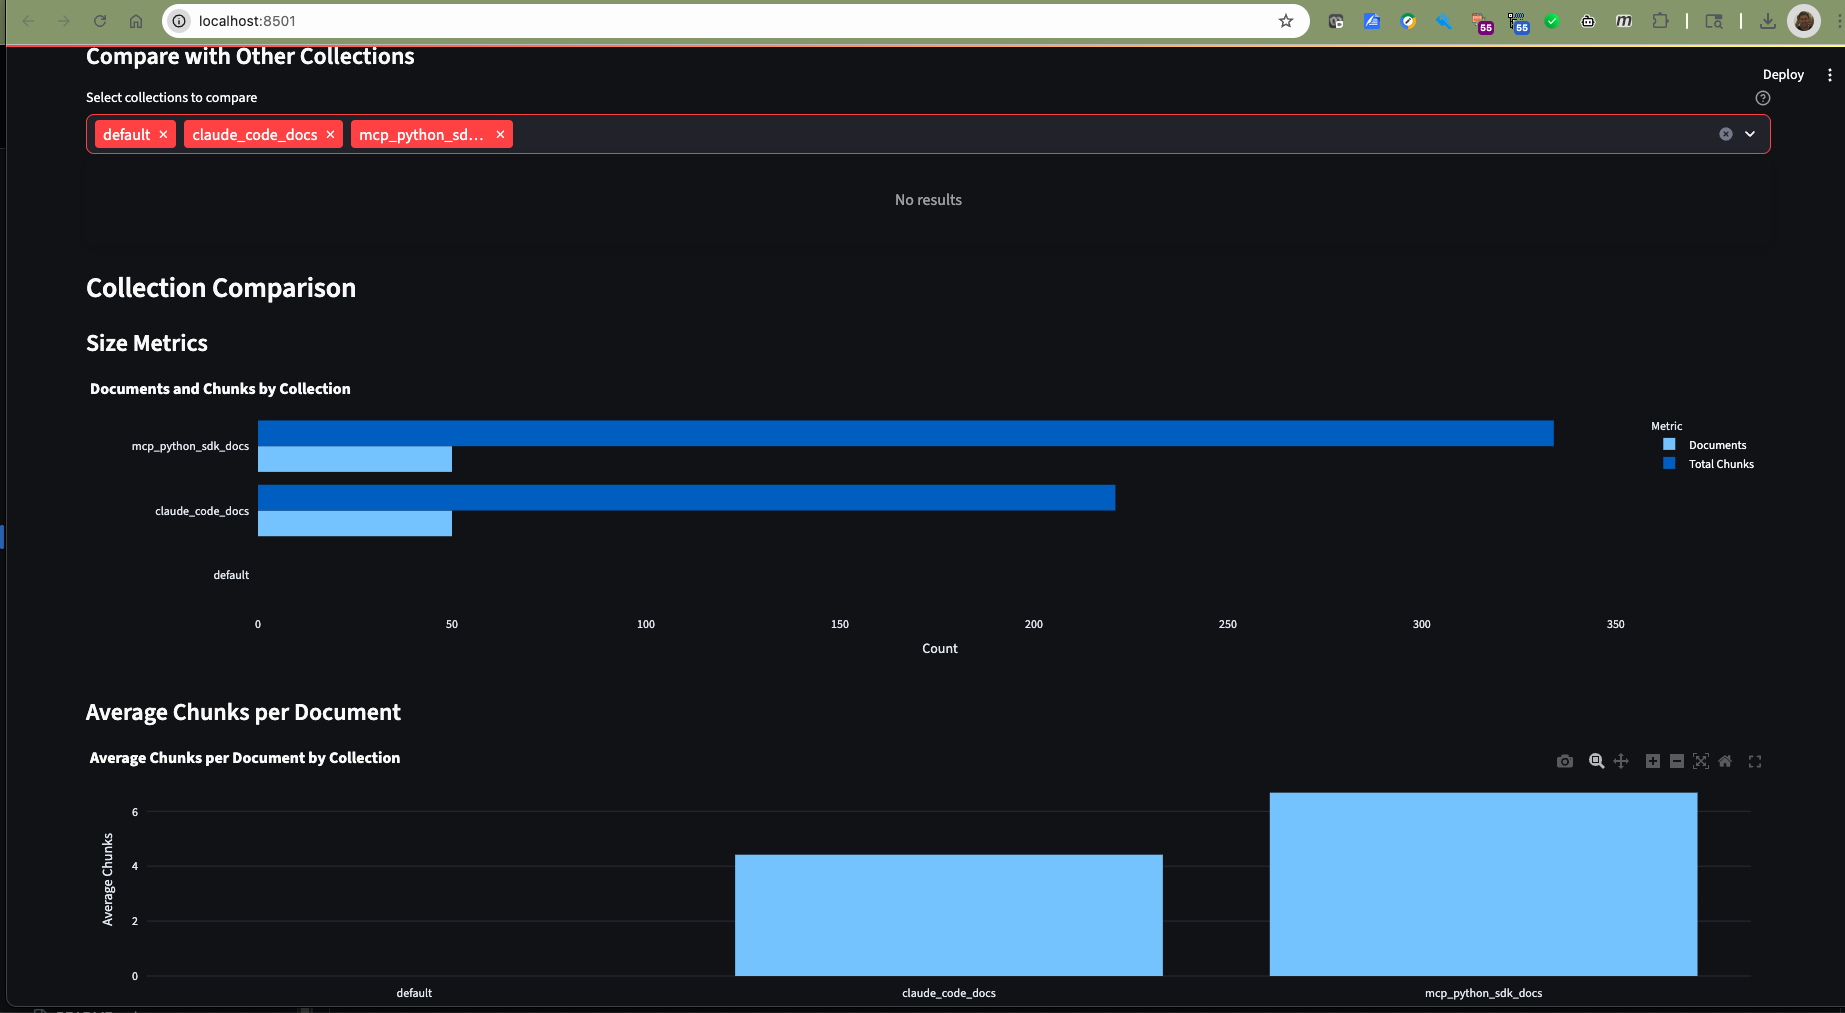 localhost:8501
55
55
m
Compare with Other Collections
Deploy
Select collections to compare
default
claude_code_docs
mcp_python_sd...
No results
Collection Comparison
Size Metrics
Documents and Chunks by Collection
mcp_python_sdk_docs
claude_code_docs
default
Metric
Documents
Total Chunks
0 50 100 150 200 250 300 350
Count
Average Chunks per Document
Average Chunks per Document by Collection
Average Chunks
6
4
2
0
default claude_code_docs mcp_python_sdk_docs